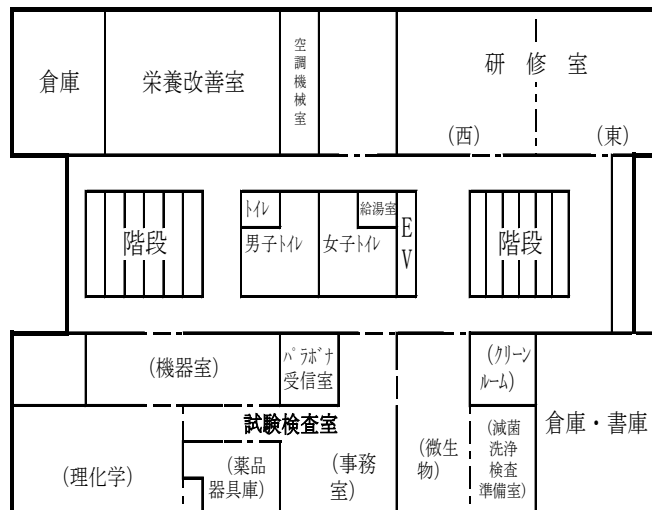 倉庫
栄養改善室
空調機械室
研 修 室
(西)
(東)
階段
トイレ
男子トイレ
女子トイレ
給湯室
EV
階段
(機器室)
パラボナ
受信室
(クリーン
ルーム)
試験検査室
(理化学)
(薬品
器具庫)
(事務
室)
(微生
物)
(滅菌
洗浄
検査
準備室)
倉庫・書庫